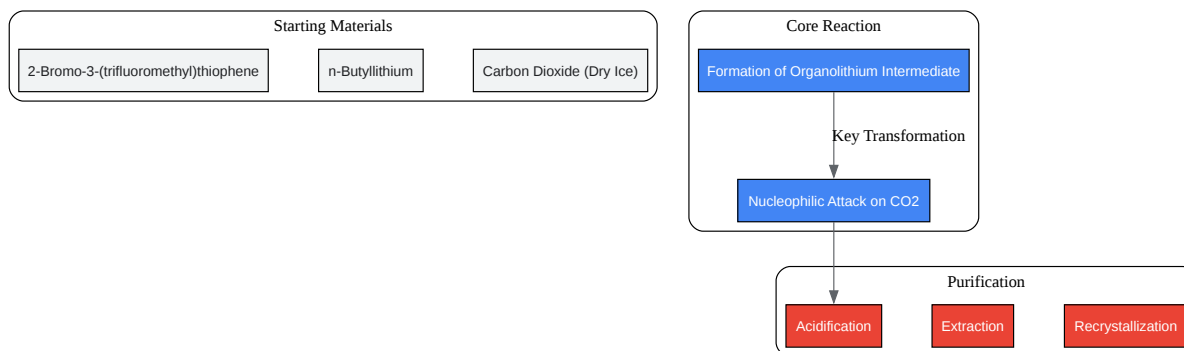 Starting Materials
2-Bromo-3-(trifluoromethyl)thiophene
n-Butyllithium
Carbon Dioxide (Dry Ice)
Core Reaction
Formation of Organolithium Intermediate
Key Transformation
Nucleophilic Attack on CO2
Purification
Acidification
Extraction
Recrystallization